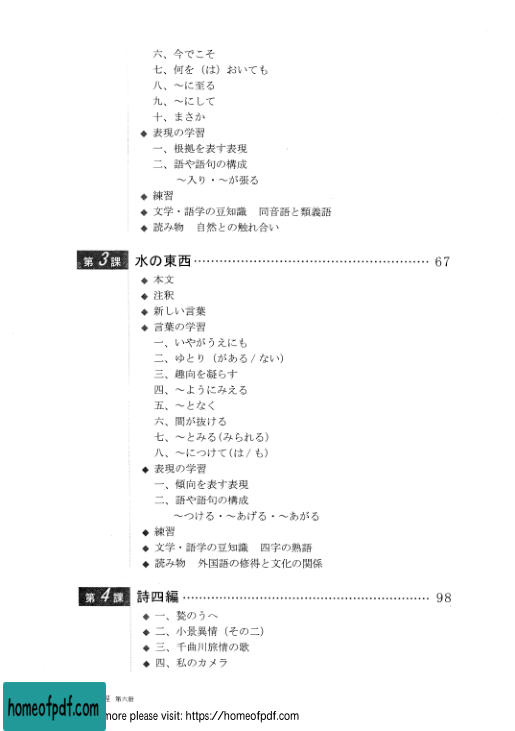 六、今でこそ
七、何を（は）おいても
八、～に至る
九、～にして
十、まさか
◆ 表現の学習
一、根拠を表す表現
二、語や語句の構成
～入り・～が張る
◆ 練習
◆ 文学・語学の豆知識　同音語と類義語
◆ 読み物　自然との触れ合い
第3課 水の東西…………………………………………………… 67
◆ 本文
◆ 注釈
◆ 新しい言葉
◆ 言葉の学習
一、いやがうえにも
二、ゆとり（がある/ない）
三、趣向を凝らす
四、～ようにみえる
五、～となく
六、間が抜ける
七、～とみる(みられる)
八、～につけて(は/も)
◆ 表現の学習
一、傾向を表す表現
二、語や語句の構成
～つける・～あげる・～あがる
◆ 練習
◆ 文学・語学の豆知識　四字の熟語
◆ 読み物　外国語の修得と文化の関係
第4課 詩四編…………………………………………………… 98
◆ 一、甃のうへ
◆ 二、小景異情（その二）
◆ 三、千曲川旅情の歌
◆ 四、私のカメラ
第六册
homeofpdf.com
more please visit: https://homeofpdf.com